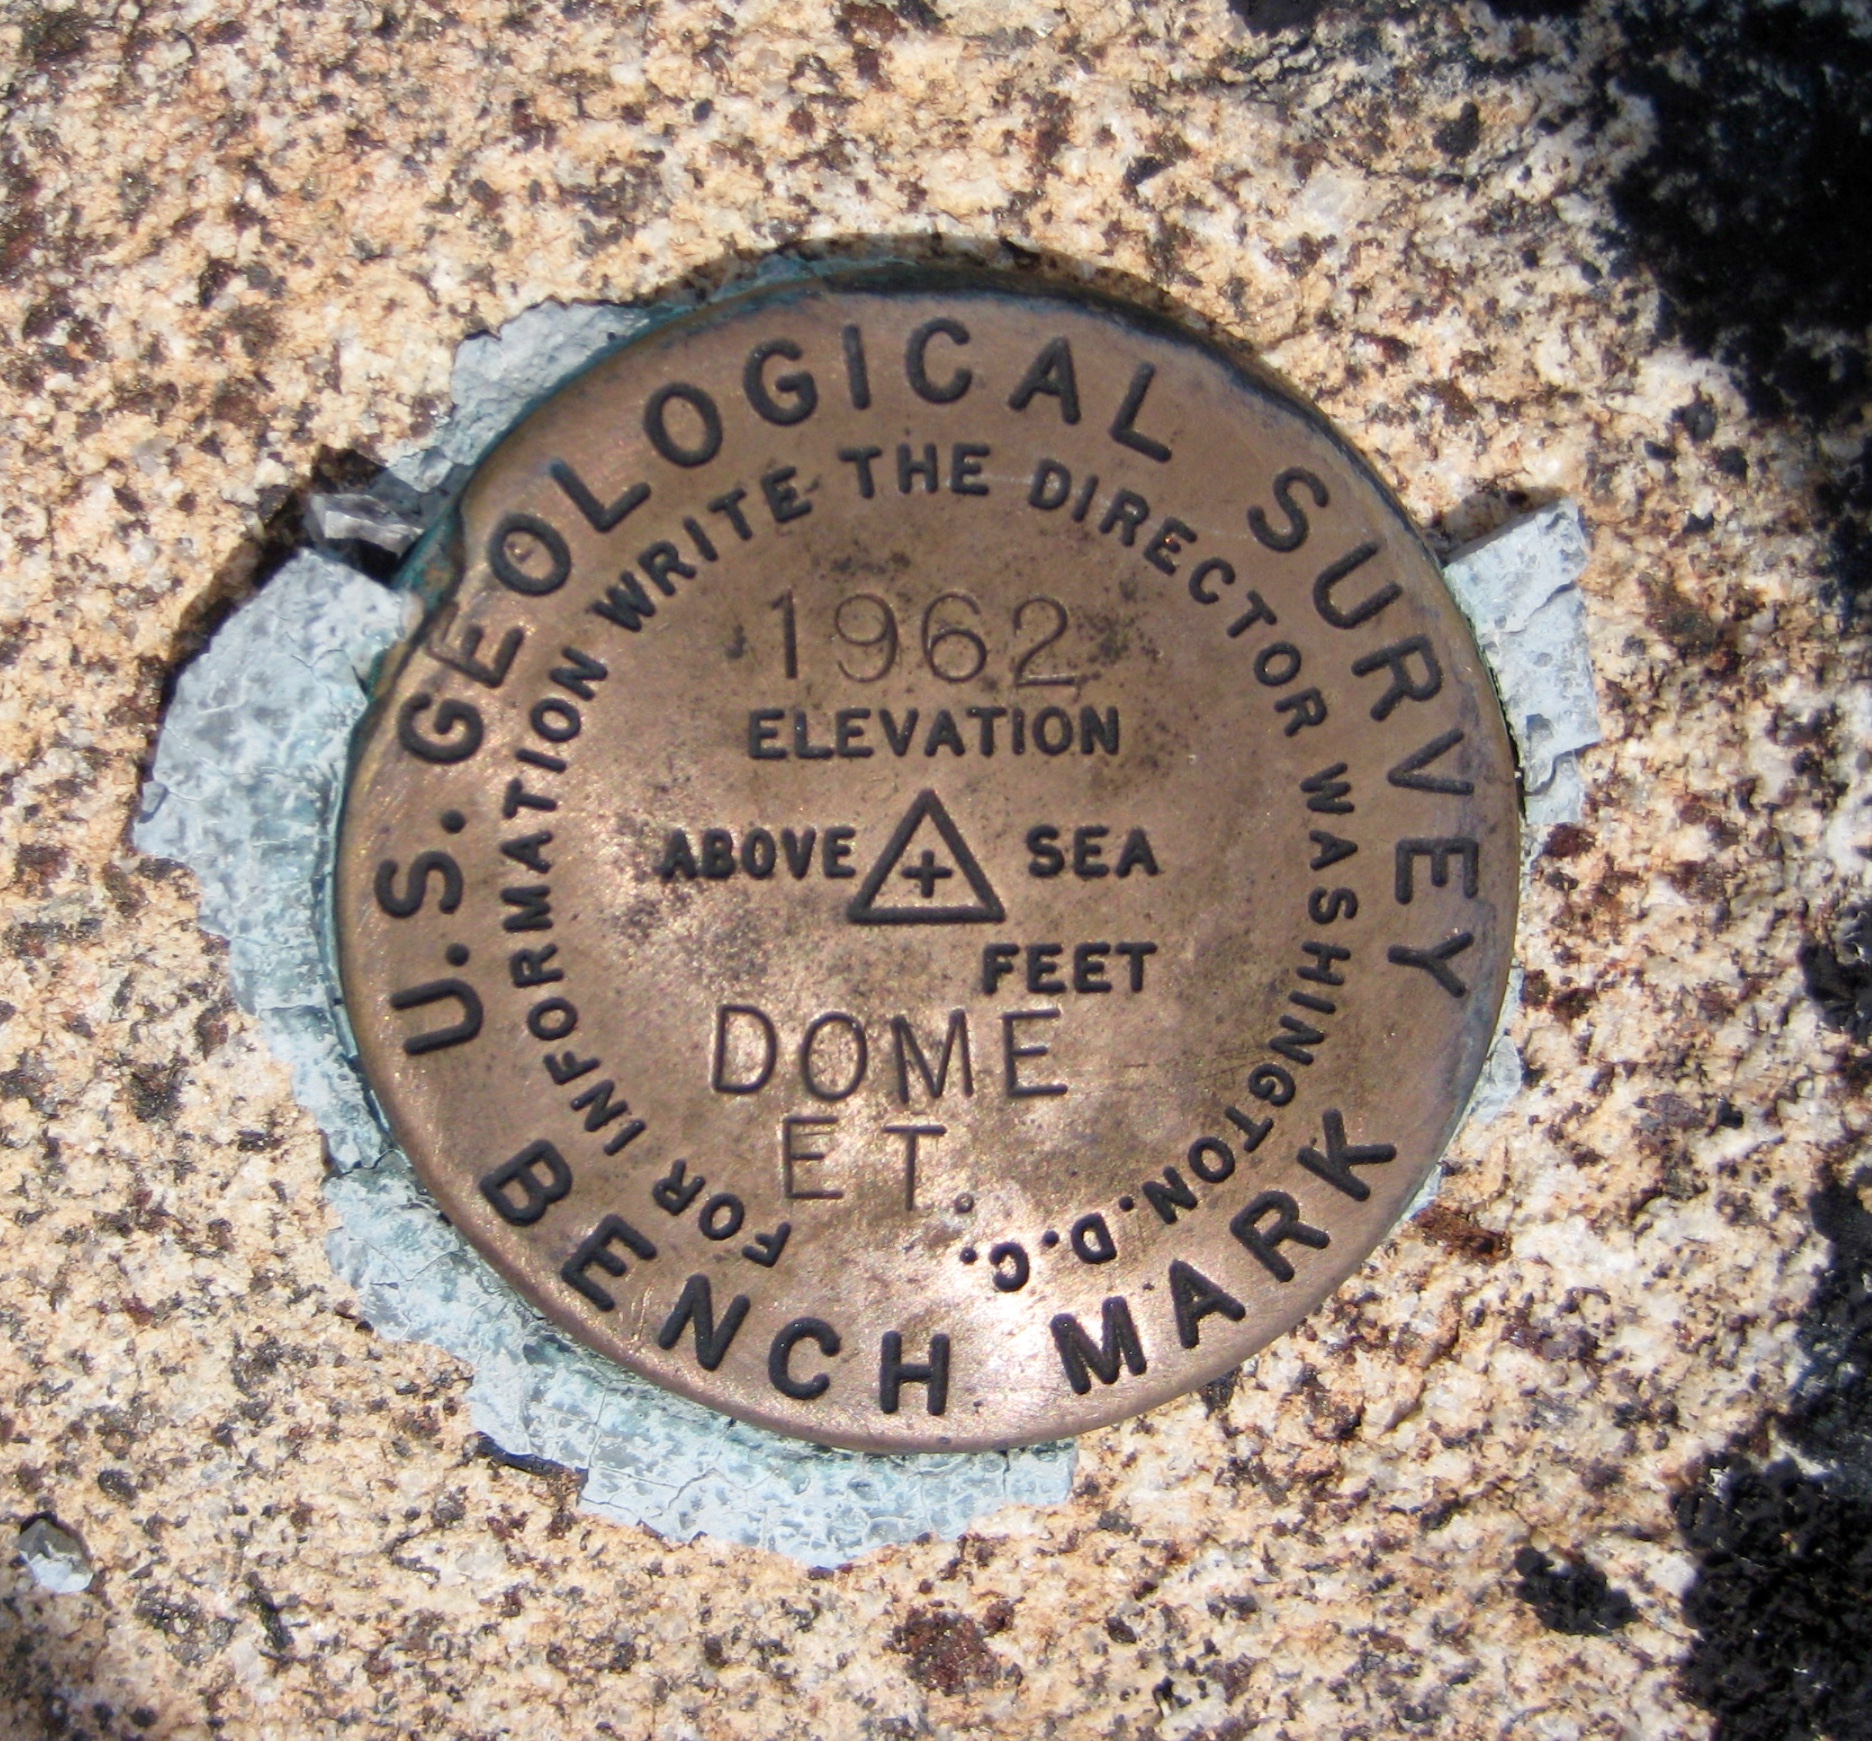 U.S. GEOLOGICAL SURVEY
FOR INFORMATION WRITE THE DIRECTOR WASHINGTON. D.C.
1962
ELEVATION
ABOVE SEA
FEET
DOME
ET.
BENCH MARK